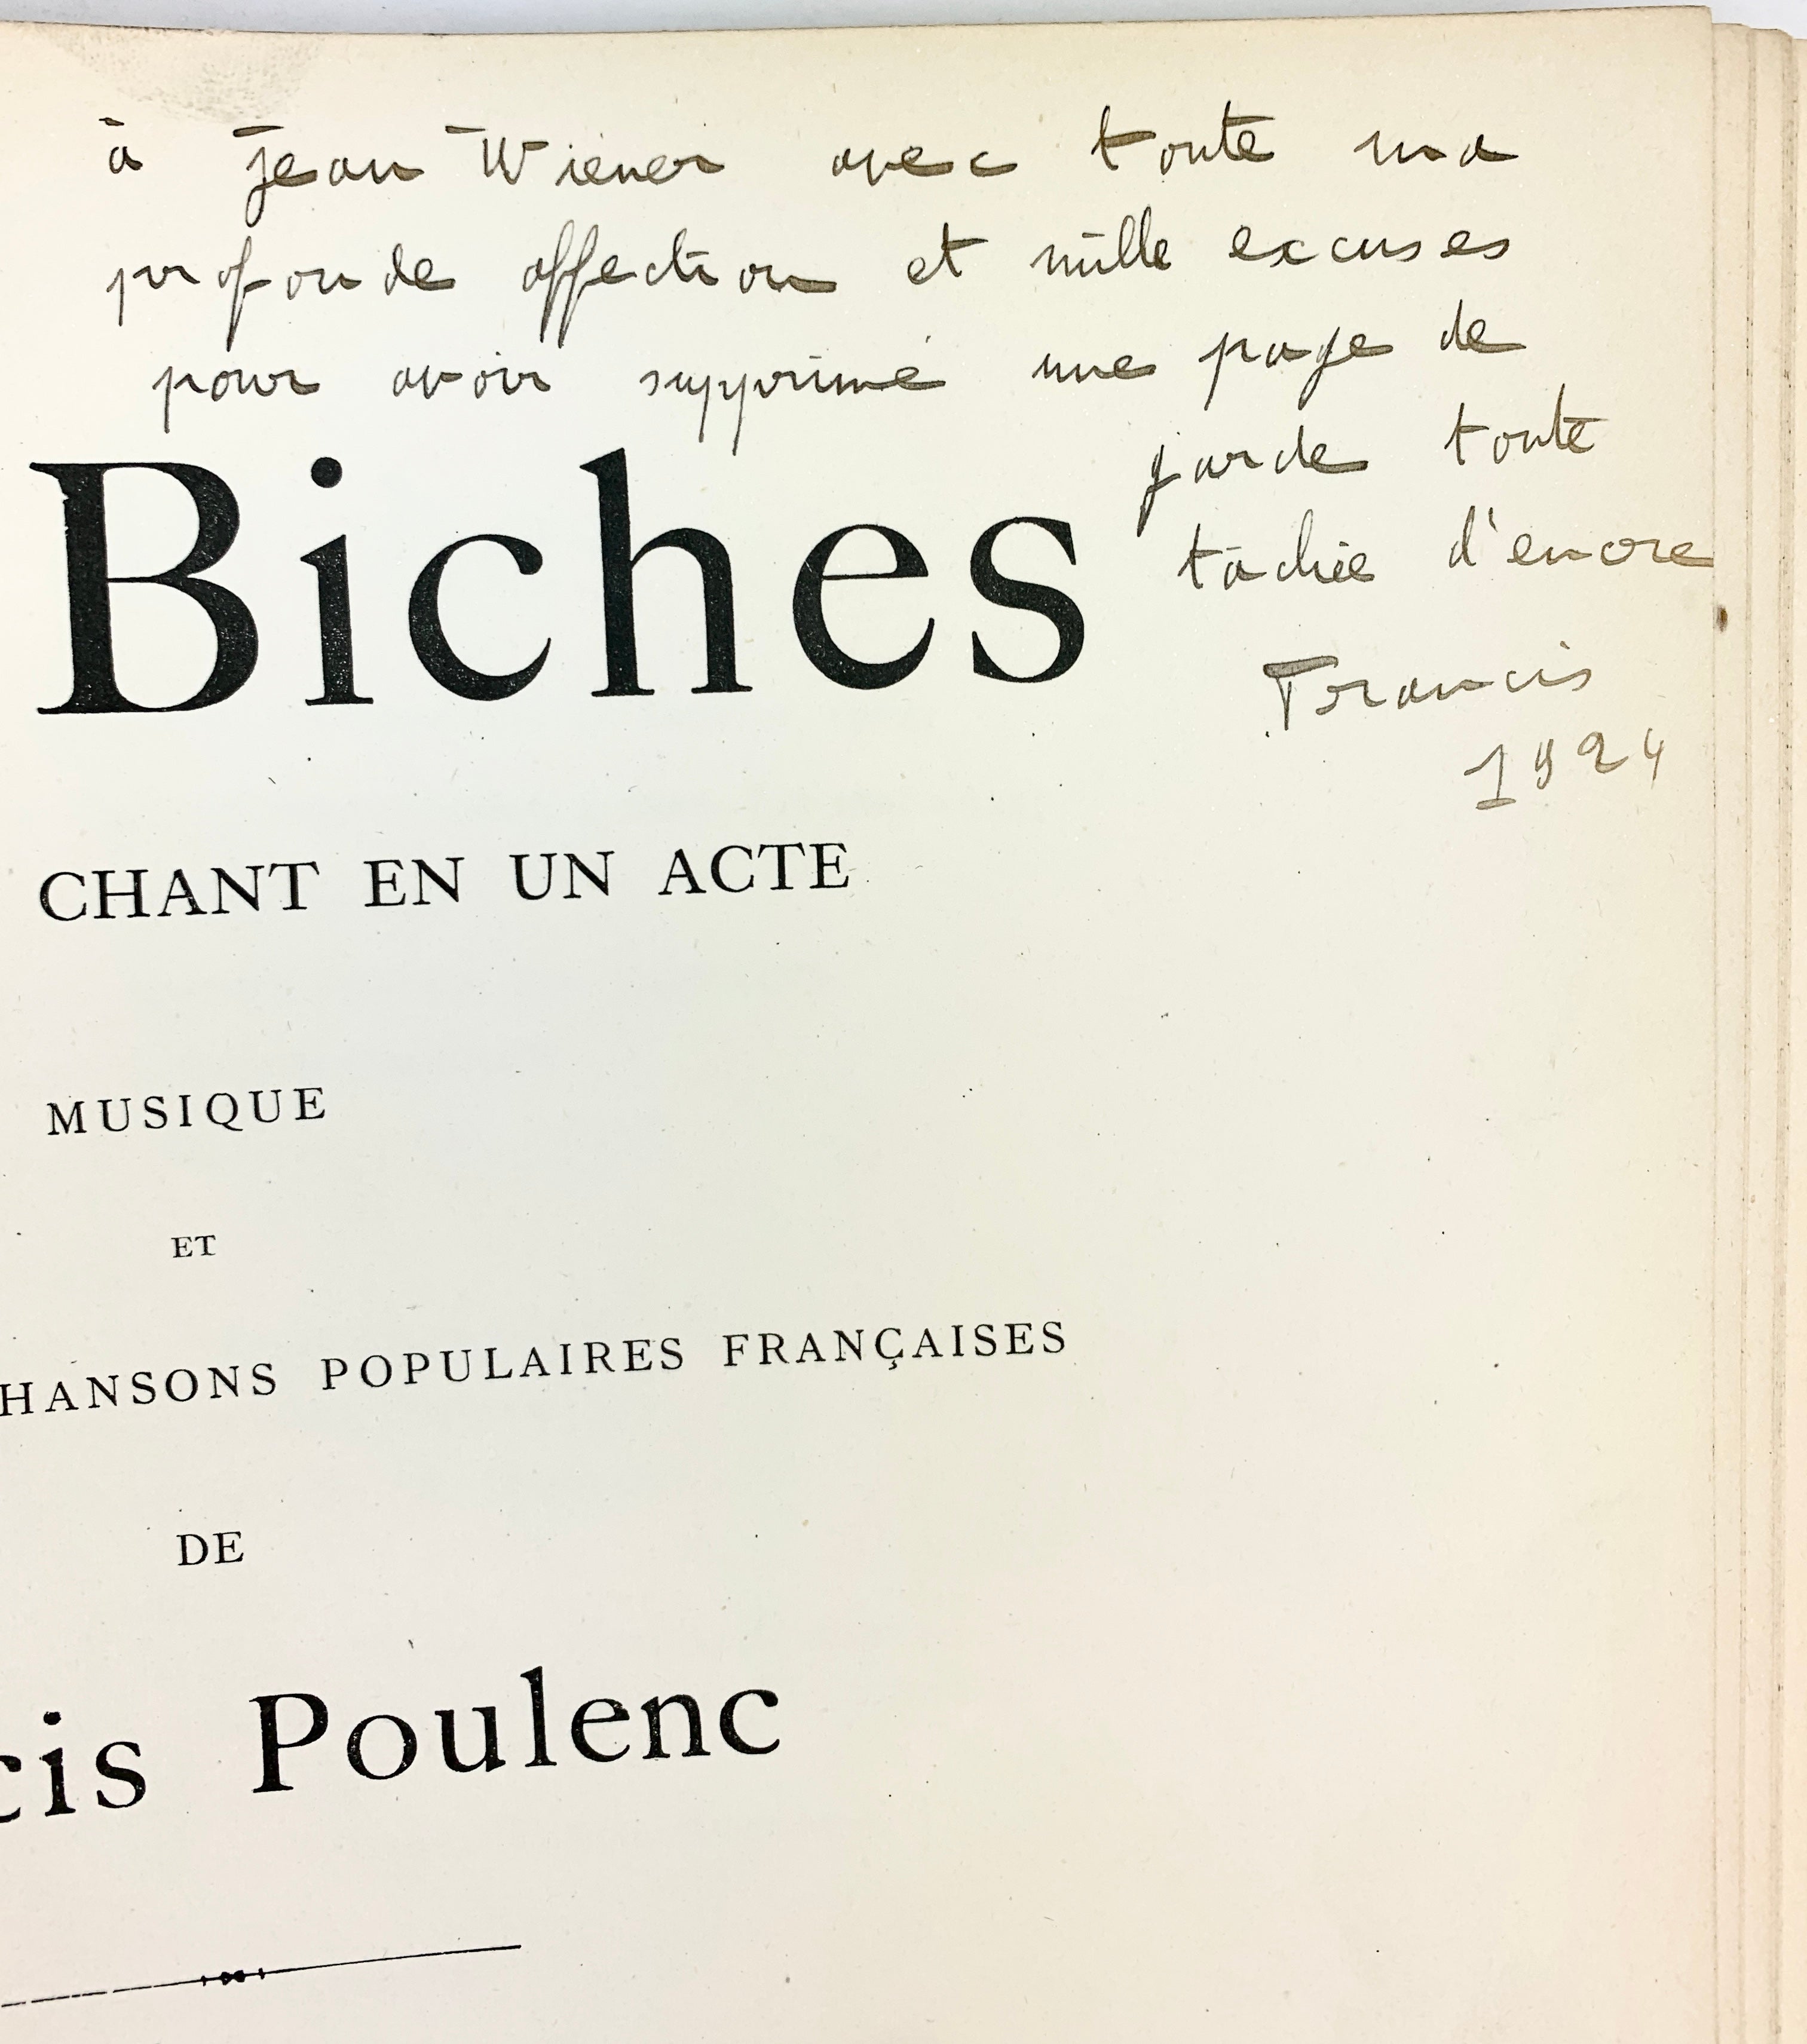 à Jean Wiener avec toute ma
profonde affection et mille excuses
pour avoir supprimé une page de
garde toute
tachée d'encre
Biches
Francis
1924
CHANT EN UN ACTE
MUSIQUE
ET
HANSONS POPULAIRES FRANÇAISES
DE
cis Poulenc